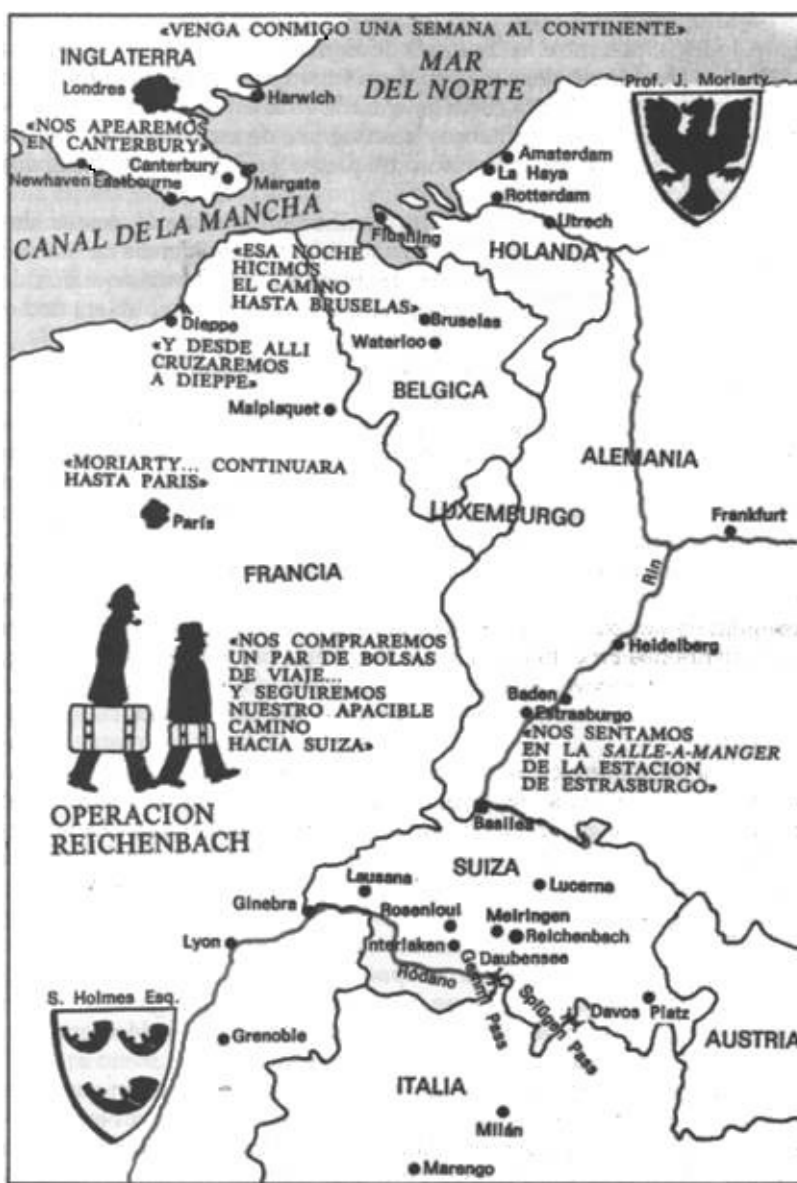 «VENGA CONMIGO UNA SEMANA AL CONTINENTE»
INGLATERRA
MAR
DEL NORTE
Londres
Harwich
Prof. J. Moriarty
«NOS APEAREMOS
EN CANTERBURY»
Canterbury
Margate
Newhaven Eastbourne
Amaterdam
La Haya
Rotterdam
Utrech
CANAL DE LA MANCHA
Flushing
HOLANDA
«ESA NOCHE
HICIMOS
EL CAMINO
HASTA BRUSELAS»
Dieppe
Bruselas
Waterloo
«Y DESDE ALLI
CRUZAREMOS
A DIEPPE»
BELGICA
Malplaquet
ALEMANIA
«MORIARTY... CONTINUARA
HASTA PARIS»
París
LUXEMBURGO
Frankfurt
FRANCIA
Rin
Heidelberg
«NOS COMPRAREMOS
UN PAR DE BOLSAS
DE VIAJE...
Y SEGUIREMOS
NUESTRO APACIBLE
CAMINO
HACIA SUIZA»
Baden
Estrasburgo
«NOS SENTAMOS
EN LA SALLE-A-MANGER
DE LA ESTACION
DE ESTRASBURGO»
OPERACION
REICHENBACH
Basilea
SUIZA
Lausana
Lucerna
Ginebra
Rosenloui
Meiringen
Reichenbach
Lyon
Interlaken
Daubensee
Ródano
Gemmi Pass
Splügen Pass
Davos Platz
S. Holmes Esq.
Grenoble
AUSTRIA
ITALIA
Milán
Marengo